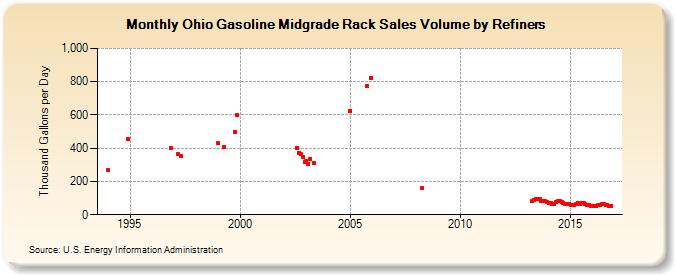 Monthly Ohio Gasoline Midgrade Rack Sales Volume by Refiners
Thousand Gallons per Day
1,000
800
600
400
200
0
1995 2000 2005 2010 2015
Source: U.S. Energy Information Administration